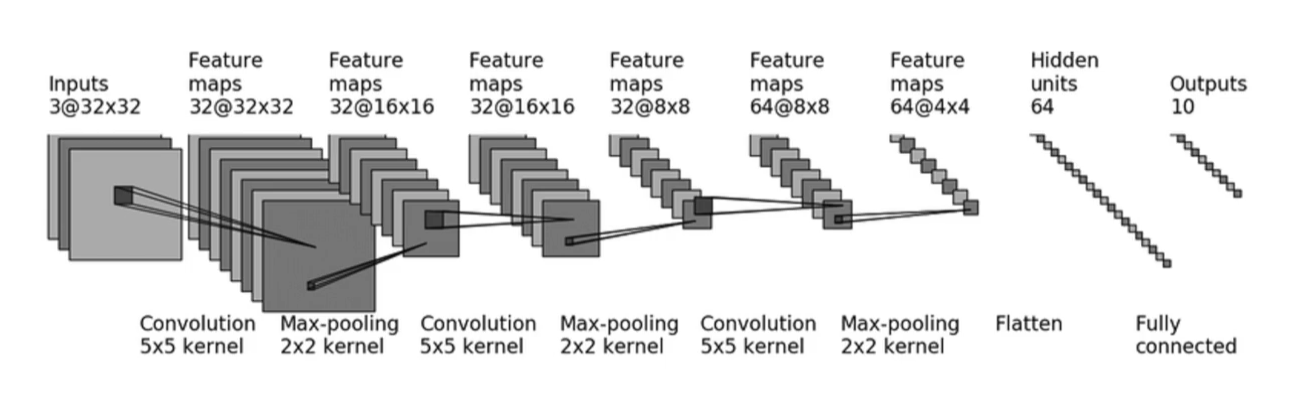 Inputs
3@32x32
Feature
maps
32@32x32
Feature
maps
32@16x16
Feature
maps
32@16x16
Feature
maps
32@8x8
Feature
maps
64@8x8
Feature
maps
64@4x4
Hidden
units
64
Outputs
10
Convolution
5x5 kernel
Max-pooling
2x2 kernel
Convolution
5x5 kernel
Max-pooling
2x2 kernel
Convolution
5x5 kernel
Max-pooling
2x2 kernel
Flatten
Fully
connected